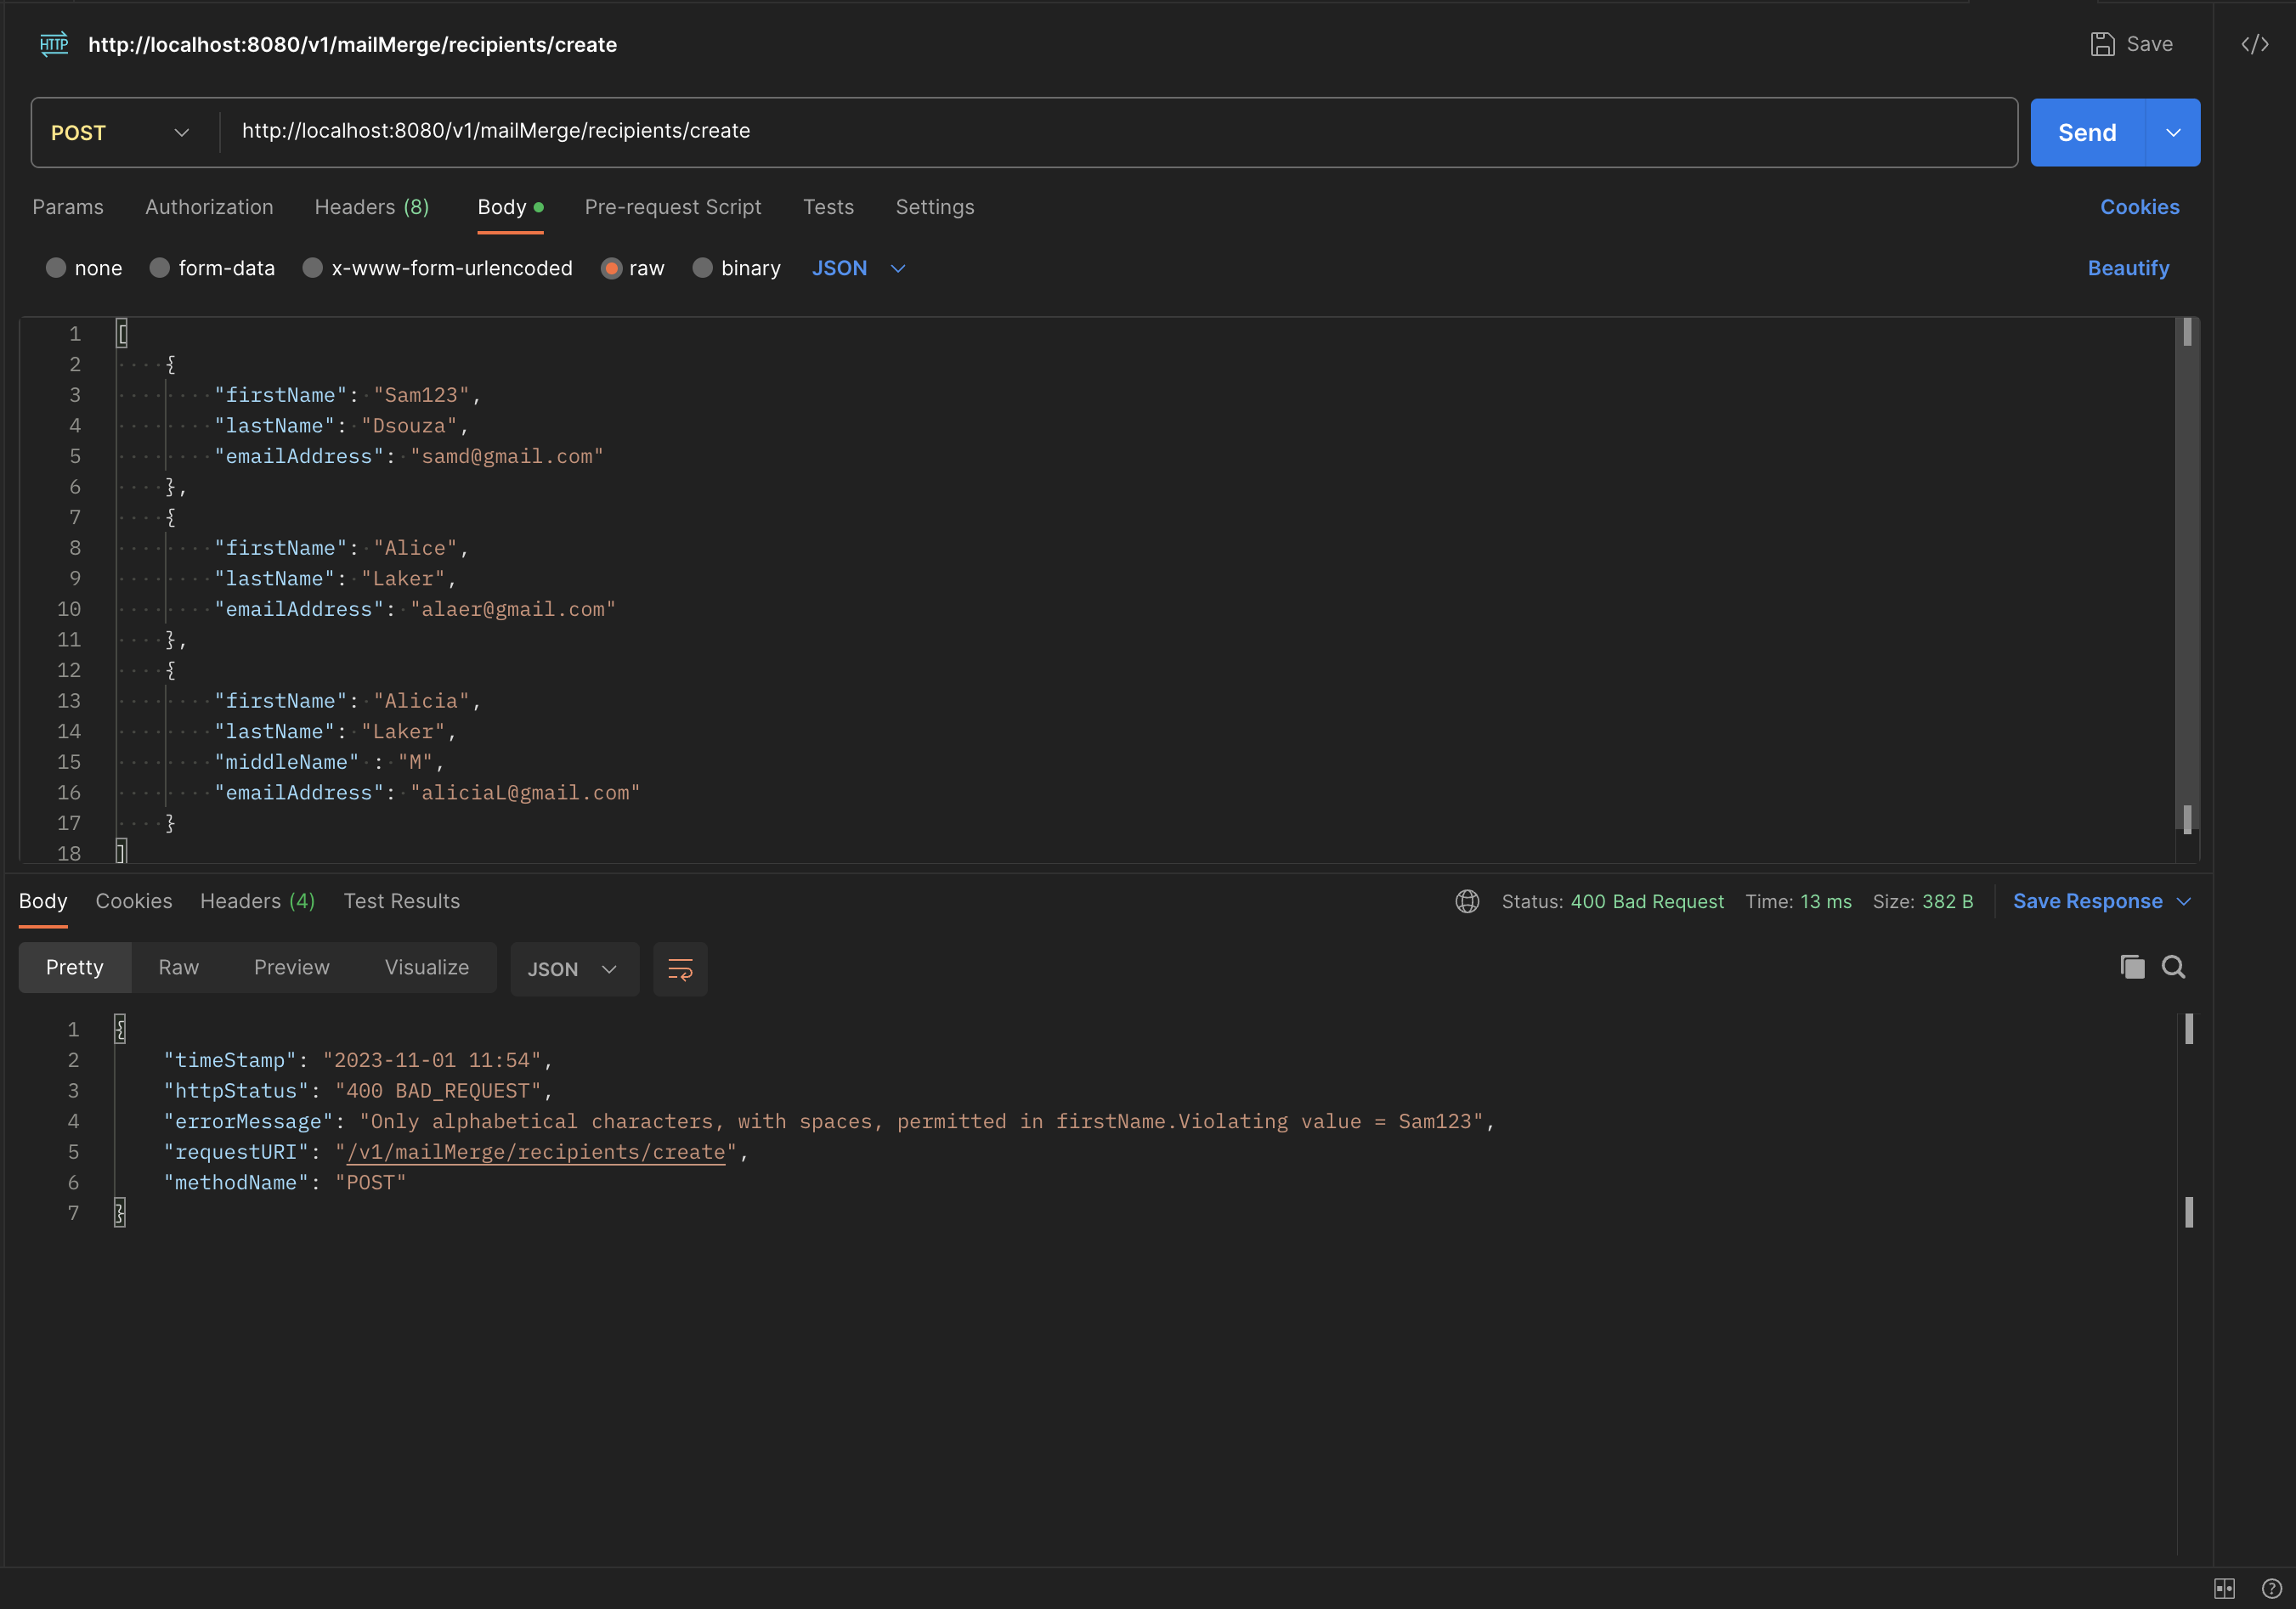 HTTP http://localhost:8080/v1/mailMerge/recipients/create Save </>
POST http://localhost:8080/v1/mailMerge/recipients/create Send
Params Authorization Headers (8) Body Pre-request Script Tests Settings Cookies
none form-data x-www-form-urlencoded raw binary JSON Beautify
1 [
2 {
3 "firstName": "Sam123",
4 "lastName": "Dsouza",
5 "emailAddress": "samd@gmail.com"
6 },
7 {
8 "firstName": "Alice",
9 "lastName": "Laker",
10 "emailAddress": "alaer@gmail.com"
11 },
12 {
13 "firstName": "Alicia",
14 "lastName": "Laker",
15 "middleName" : "M",
16 "emailAddress": "aliciaL@gmail.com"
17 }
18 ]
Body Cookies Headers (4) Test Results Status: 400 Bad Request Time: 13 ms Size: 382 B Save Response
Pretty Raw Preview Visualize JSON
1 {
2 "timeStamp": "2023-11-01 11:54",
3 "httpStatus": "400 BAD_REQUEST",
4 "errorMessage": "Only alphabetical characters, with spaces, permitted in firstName.Violating value = Sam123",
5 "requestURI": "/v1/mailMerge/recipients/create",
6 "methodName": "POST"
7 }